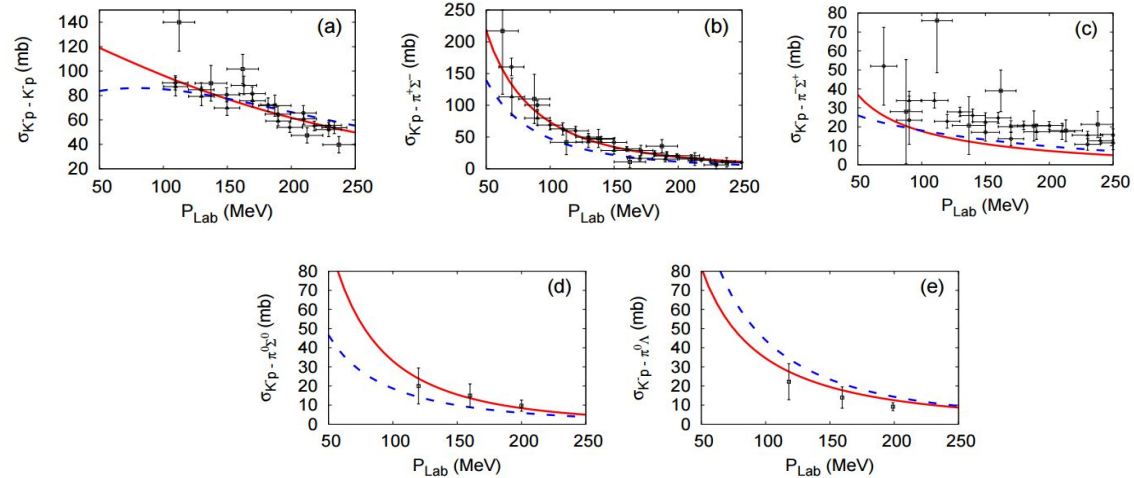 (a)
σK⁻p - K⁻p (mb)
140
120
100
80
60
40
20
50 100 150 200 250
PLab (MeV)
(b)
σK⁻p - π⁺Σ⁻ (mb)
250
200
150
100
50
0
50 100 150 200 250
PLab (MeV)
(c)
σK⁻p - π⁻Σ⁺ (mb)
80
70
60
50
40
30
20
10
0
50 100 150 200 250
PLab (MeV)
(d)
σK⁻p - π⁰Σ⁰ (mb)
80
70
60
50
40
30
20
10
0
50 100 150 200 250
PLab (MeV)
(e)
σK⁻p - π⁰Λ (mb)
80
70
60
50
40
30
20
10
0
50 100 150 200 250
PLab (MeV)